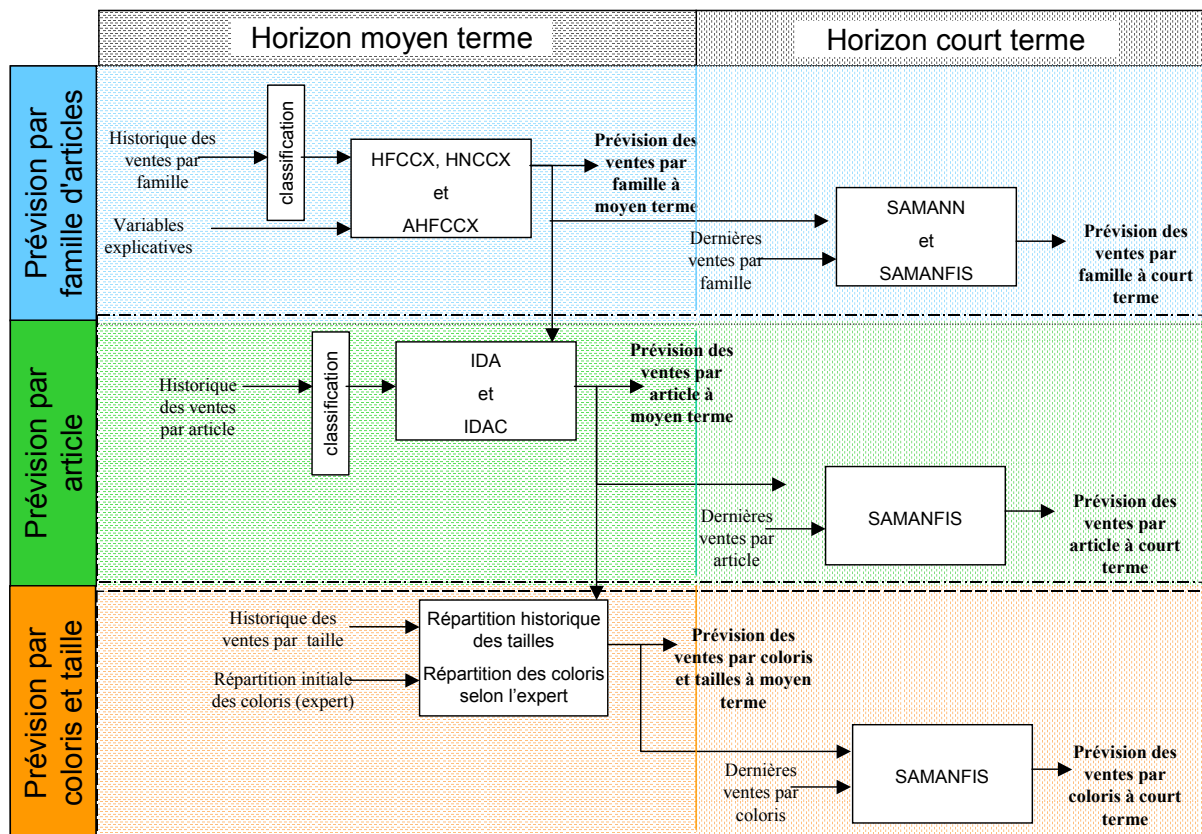 Horizon moyen terme
Horizon court terme
Prévision par
famille d'articles
Historique des
ventes par
famille
classification
Variables
explicatives
HFCCX, HNCCX
et
AHFCCX
Prévision des
ventes par
famille à
moyen terme
Dernières
ventes par
famille
SAMANN
et
SAMANFIS
Prévision des
ventes par
famille à court
terme
Prévision par
article
Historique
des ventes
par article
classification
IDA
et
IDAC
Prévision des
ventes par
article à
moyen terme
Dernières
ventes par
article
SAMANFIS
Prévision des
ventes par
article à court
terme
Prévision par
coloris et taille
Historique des
ventes par taille
Répartition initiale
des coloris (expert)
Répartition historique
des tailles
Répartition des coloris
selon l’expert
Prévision des
ventes par coloris
et tailles à moyen
terme
Dernières
ventes par
coloris
SAMANFIS
Prévision des
ventes par
coloris à court
terme